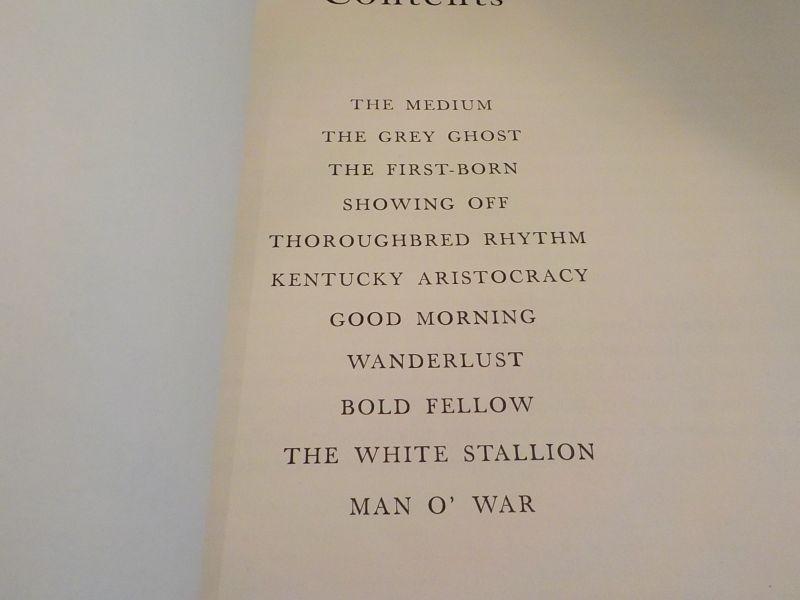 Contents
THE MEDIUM
THE GREY GHOST
THE FIRST-BORN
SHOWING OFF
THOROUGHBRED RHYTHM
KENTUCKY ARISTOCRACY
GOOD MORNING
WANDERLUST
BOLD FELLOW
THE WHITE STALLION
MAN O' WAR